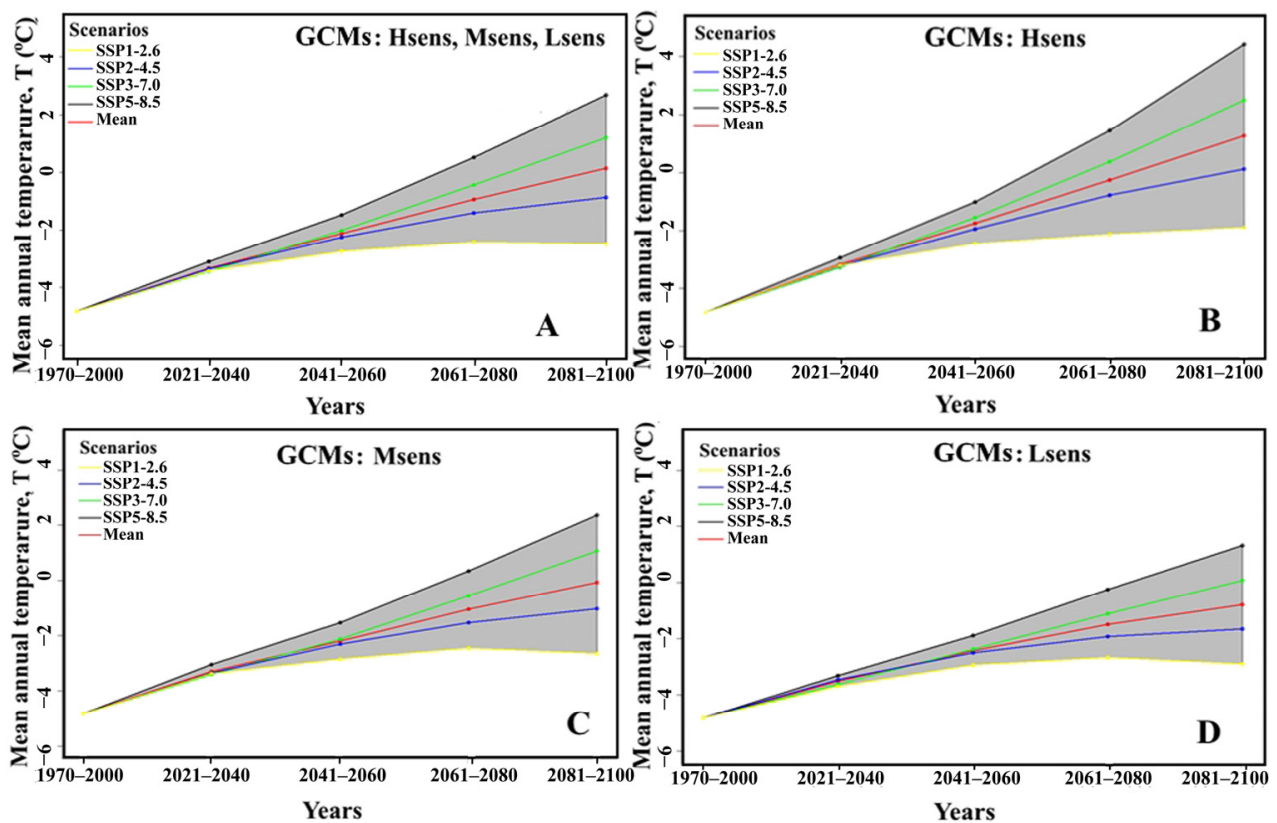 Mean annual temperarure, T (ºC)
Scenarios
SSP1-2.6
SSP2-4.5
SSP3-7.0
SSP5-8.5
Mean
GCMs: Hsens, Msens, Lsens
4
2
0
−2
−4
−6
A
1970–2000 2021–2040 2041–2060 2061–2080 2081–2100
Years
Mean annual temperarure, T (ºC)
Scenarios
SSP1-2.6
SSP2-4.5
SSP3-7.0
SSP5-8.5
Mean
GCMs: Hsens
4
2
0
−2
−4
−6
B
1970–2000 2021–2040 2041–2060 2061–2080 2081–2100
Years
Mean annual temperarure, T (ºC)
Scenarios
SSP1-2.6
SSP2-4.5
SSP3-7.0
SSP5-8.5
Mean
GCMs: Msens
4
2
0
−2
−4
−6
C
1970–2000 2021–2040 2041–2060 2061–2080 2081–2100
Years
Mean annual temperarure, T (ºC)
Scenarios
SSP1-2.6
SSP2-4.5
SSP3-7.0
SSP5-8.5
Mean
GCMs: Lsens
4
2
0
−2
−4
−6
D
1970–2000 2021–2040 2041–2060 2061–2080 2081–2100
Years